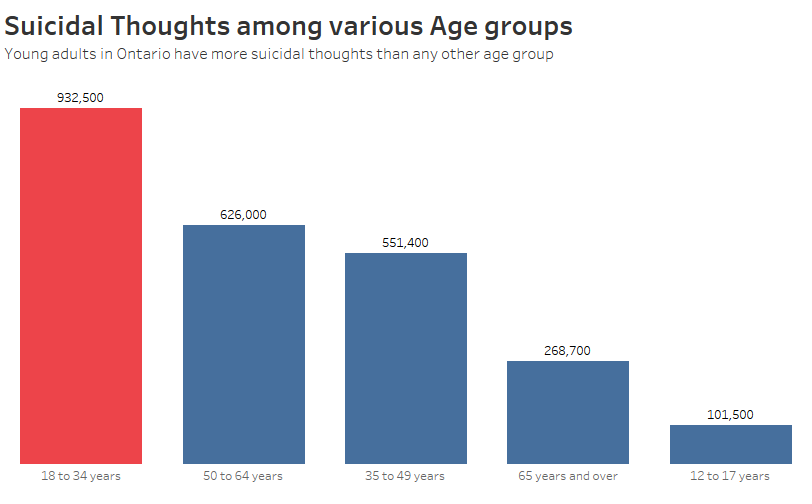 Suicidal Thoughts among various Age groups
Young adults in Ontario have more suicidal thoughts than any other age group
932,500
626,000
551,400
268,700
101,500
18 to 34 years
50 to 64 years
35 to 49 years
65 years and over
12 to 17 years